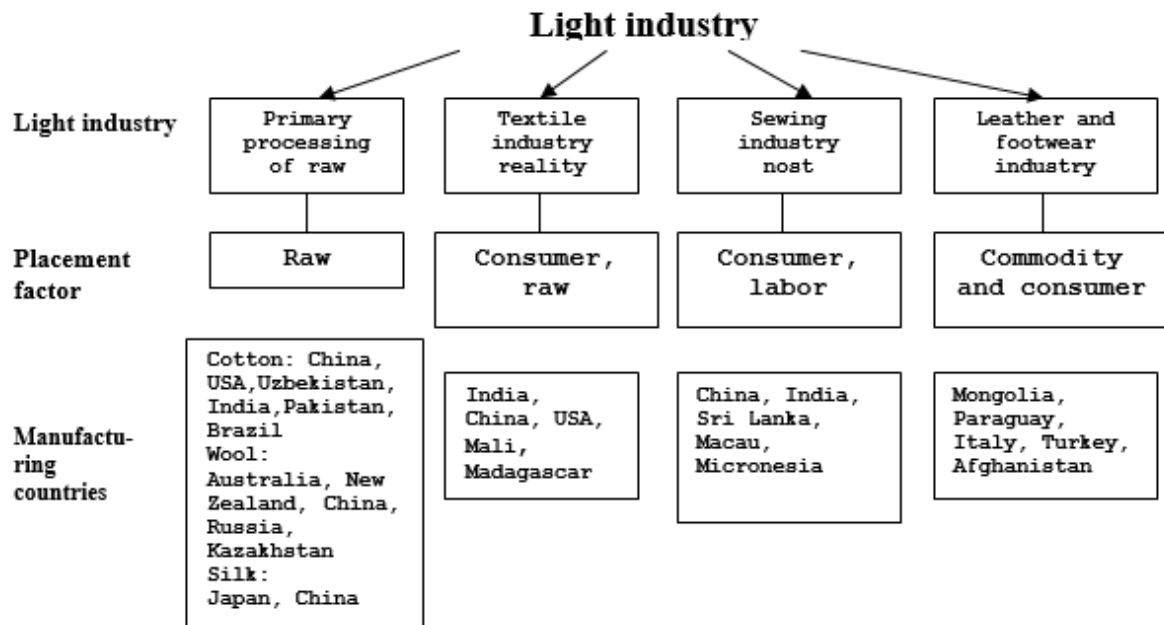 Light industry
Light industry
Primary
processing
of raw
Textile
industry
reality
Sewing
industry
nost
Leather and
footwear
industry
Placement
factor
Raw
Consumer,
raw
Consumer,
labor
Commodity
and consumer
Manufactu-
ring
countries
Cotton: China,
USA,Uzbekistan,
India,Pakistan,
Brazil
Wool:
Australia, New
Zealand, China,
Russia,
Kazakhstan
Silk:
Japan, China
India,
China, USA,
Mali,
Madagascar
China, India,
Sri Lanka,
Macau,
Micronesia
Mongolia,
Paraguay,
Italy, Turkey,
Afghanistan